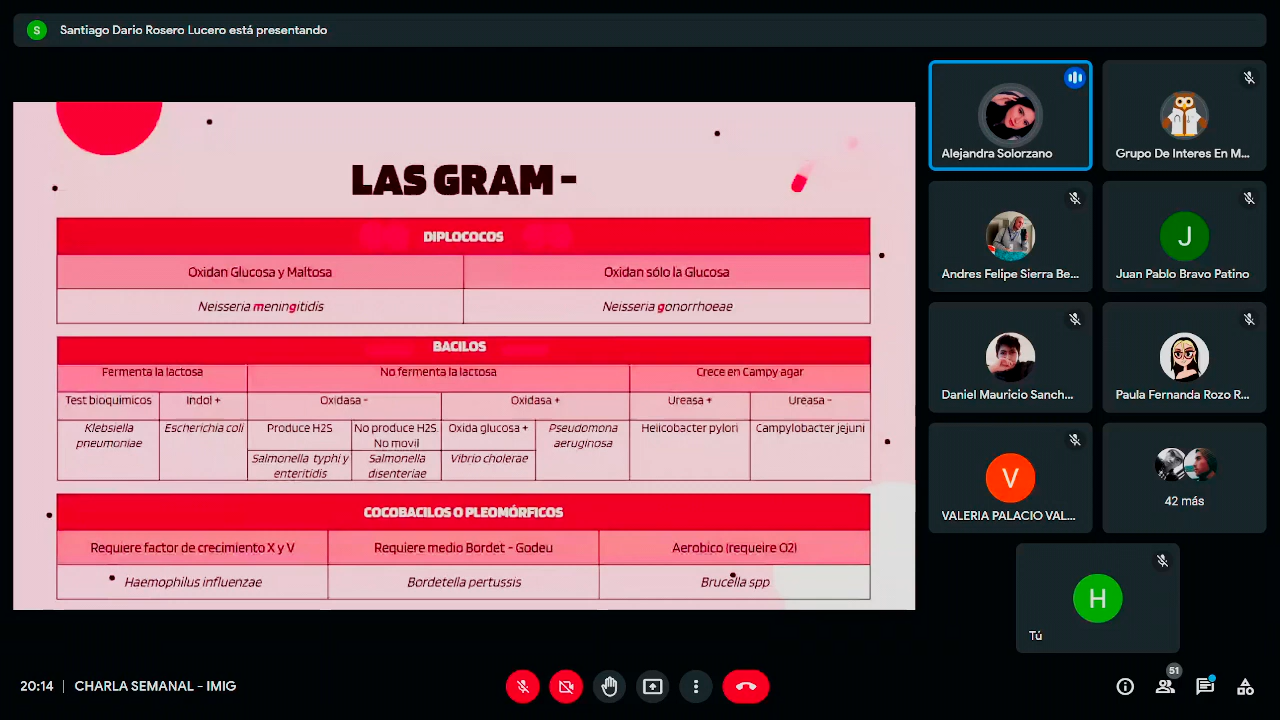 S
Santiago Dario Rosero Lucero está presentando
LAS GRAM -
DIPLOCOCOS
Oxidan Glucosa y Maltosa
Oxidan sólo la Glucosa
Neisseria meningitidis
Neisseria gonorrhoeae
BACILOS
Fermenta la lactosa
No fermenta la lactosa
Crece en Campy agar
Test bioquimicos
Indol +
Oxidasa -
Oxidasa +
Ureasa +
Ureasa -
Klebsiella
pneumoniae
Escherichia coli
Produce H2S
No produce H2S.
No movil
Oxida glucosa +
Pseudomona
aeruginosa
Helicobacter pylori
Campylobacter jejuni
Salmonella typhi y
enteritidis
Salmonella
disenteriae
Vibrio cholerae
COCOBACILOS O PLEOMÓRFICOS
Requiere factor de crecimiento X y V
Requiere medio Bordet - Godeu
Aerobico (requeire O2)
Haemophilus influenzae
Bordetella pertussis
Brucella spp
Alejandra Solorzano
Grupo De Interes En M...
Andres Felipe Sierra Be...
J
Juan Pablo Bravo Patino
Daniel Mauricio Sanch...
Paula Fernanda Rozo R...
V
VALERIA PALACIO VAL...
42 más
H
Tú
20:14 | CHARLA SEMANAL - IMIG
51